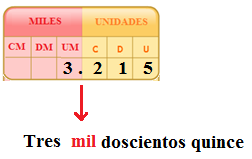 MILES UNIDADES
CM DM UM C D U
3. 2 1 5
Tres mil doscientos quince